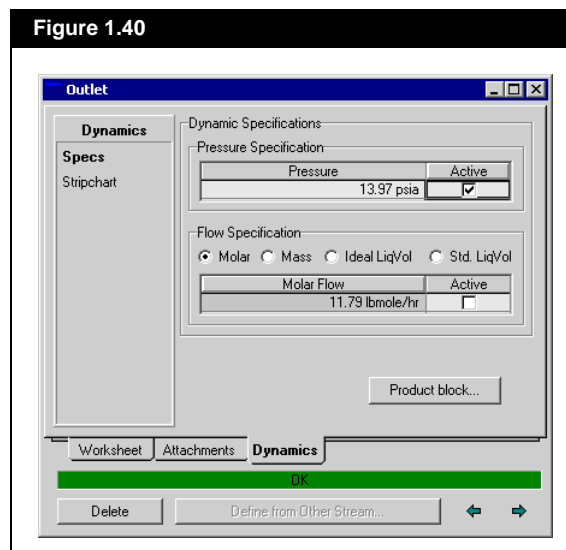 Figure 1.40
Outlet
Dynamics
Specs
Stripchart
Dynamic Specifications
Pressure Specification
Pressure Active
13.97 psia
Flow Specification
Molar Mass Ideal LiqVol Std. LiqVol
Molar Flow Active
11.79 lbmole/hr
Product block...
Worksheet Attachments Dynamics
OK
Delete Define from Other Stream...